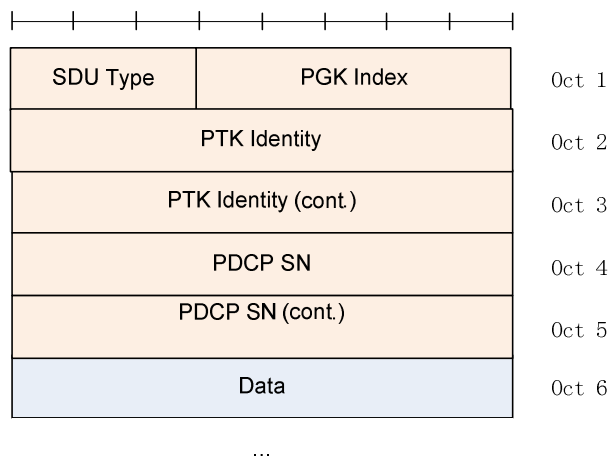 SDU Type PGK Index Oct 1
PTK Identity Oct 2
PTK Identity (cont.) Oct 3
PDCP SN Oct 4
PDCP SN (cont.) Oct 5
Data Oct 6
...